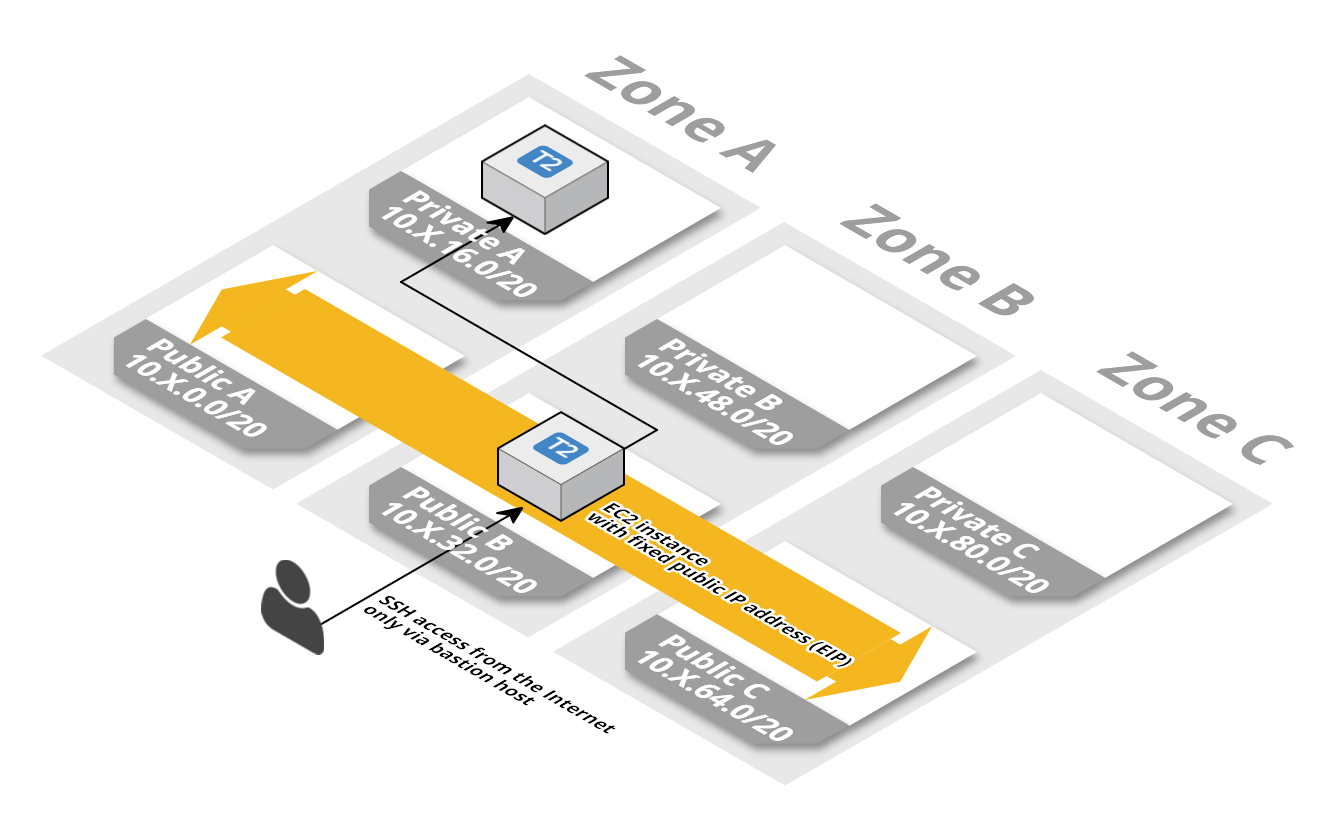 Zone A
T2
Private A
10.X.16.0/20
Public A
10.X.0.0/20
Zone B
Private B
10.X.48.0/20
T2
Public B
10.X.32.0/20
EC2 instance
with fixed public IP address (EIP)
SSH access from the Internet
only via bastion host
Zone C
Private C
10.X.80.0/20
Public C
10.X.64.0/20